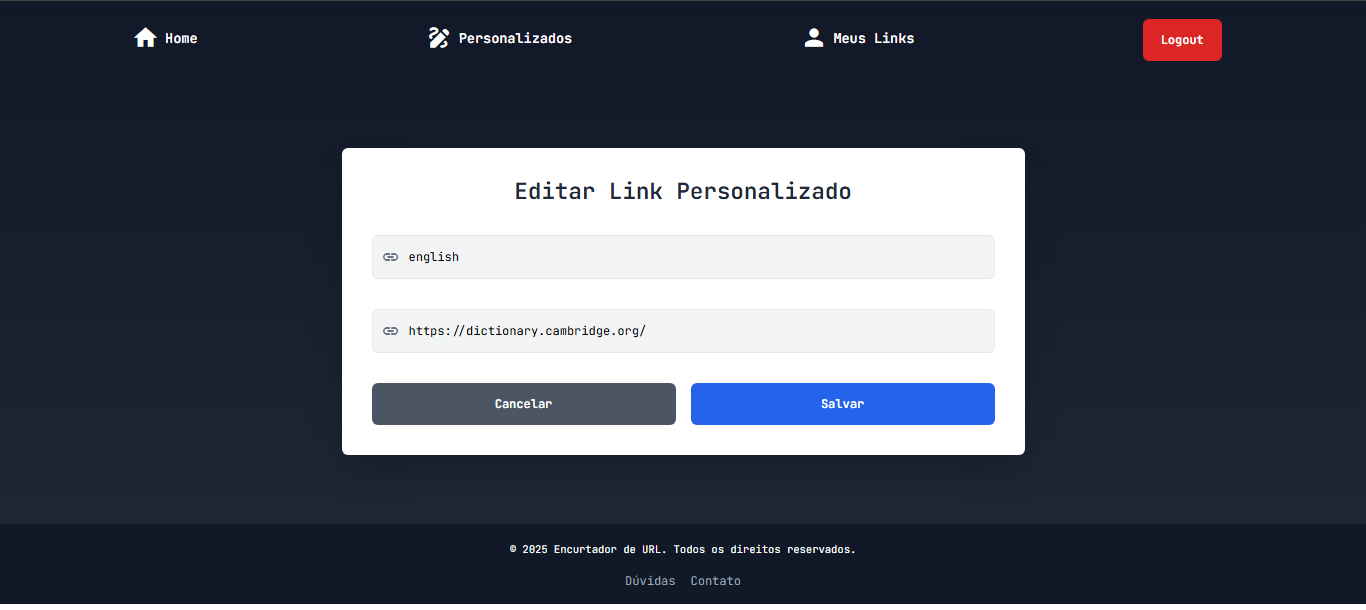 Home
Personalizados
Meus Links
Logout
Editar Link Personalizado
english
https://dictionary.cambridge.org/
Cancelar
Salvar
© 2025 Encurtador de URL. Todos os direitos reservados.
Dúvidas Contato